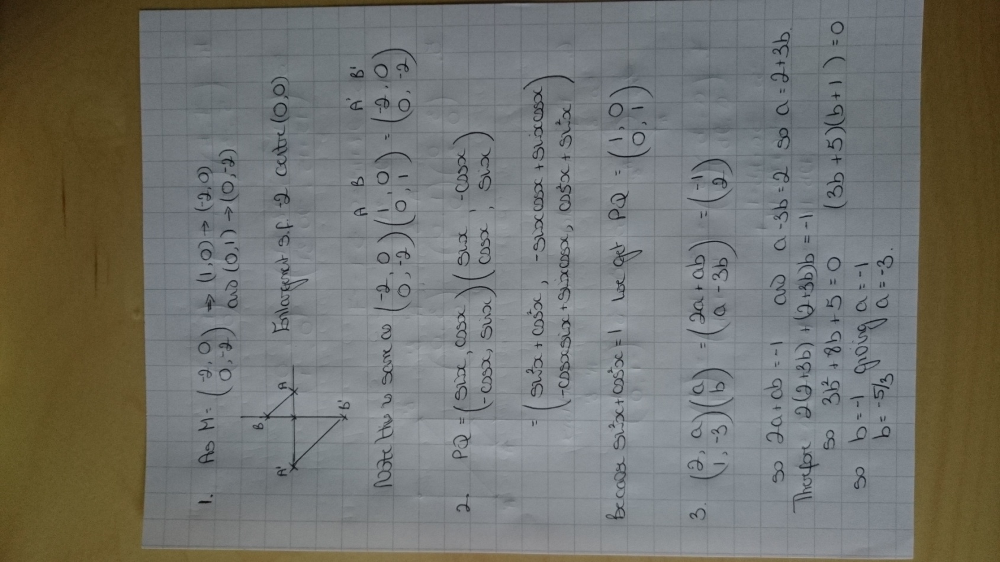 1. As M = (-2, 0
0, -2) ⇒ (1,0) → (-2,0)
and (0,1) → (0,-2)
B
A
A'
B'
Enlargement s.f. -2 centre (0,0).
A B A' B'
Note this is same as (-2, 0
0, -2)(1, 0
0, 1) = (-2, 0
0, -2)
2. PQ = (sinx, cosx
-cosx, sinx)(sinx, -cosx
cosx, sinx)
= (sin²x + cos²x, -sinxcosx + sinxcosx
-cosxsinx + sinxcosx, cos²x + sin²x)
Because sin²x+cos²x=1 we get PQ = (1, 0
0, 1)
3. (2, a
1, -3)(a
b) = (2a + ab
a - 3b) = (-1
2)
so 2a+ab = -1 and a-3b = 2 so a = 2+3b.
Therefore 2(2+3b)+(2+3b)b = -1
so 3b² + 8b + 5 = 0 (3b+5)(b+1) = 0
so b = -1 giving a = -1
b = -5/3 a = -3.